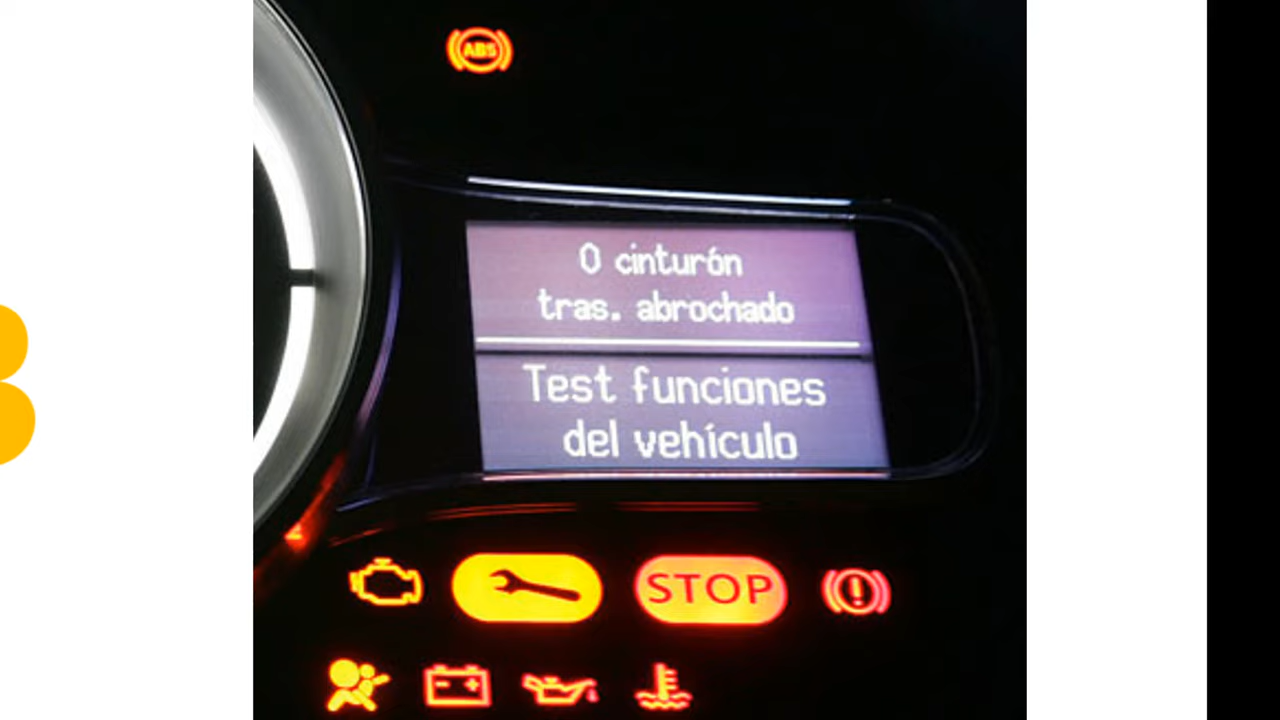 ABS
0 cinturón
tras. abrochado
Test funciones
del vehículo
STOP